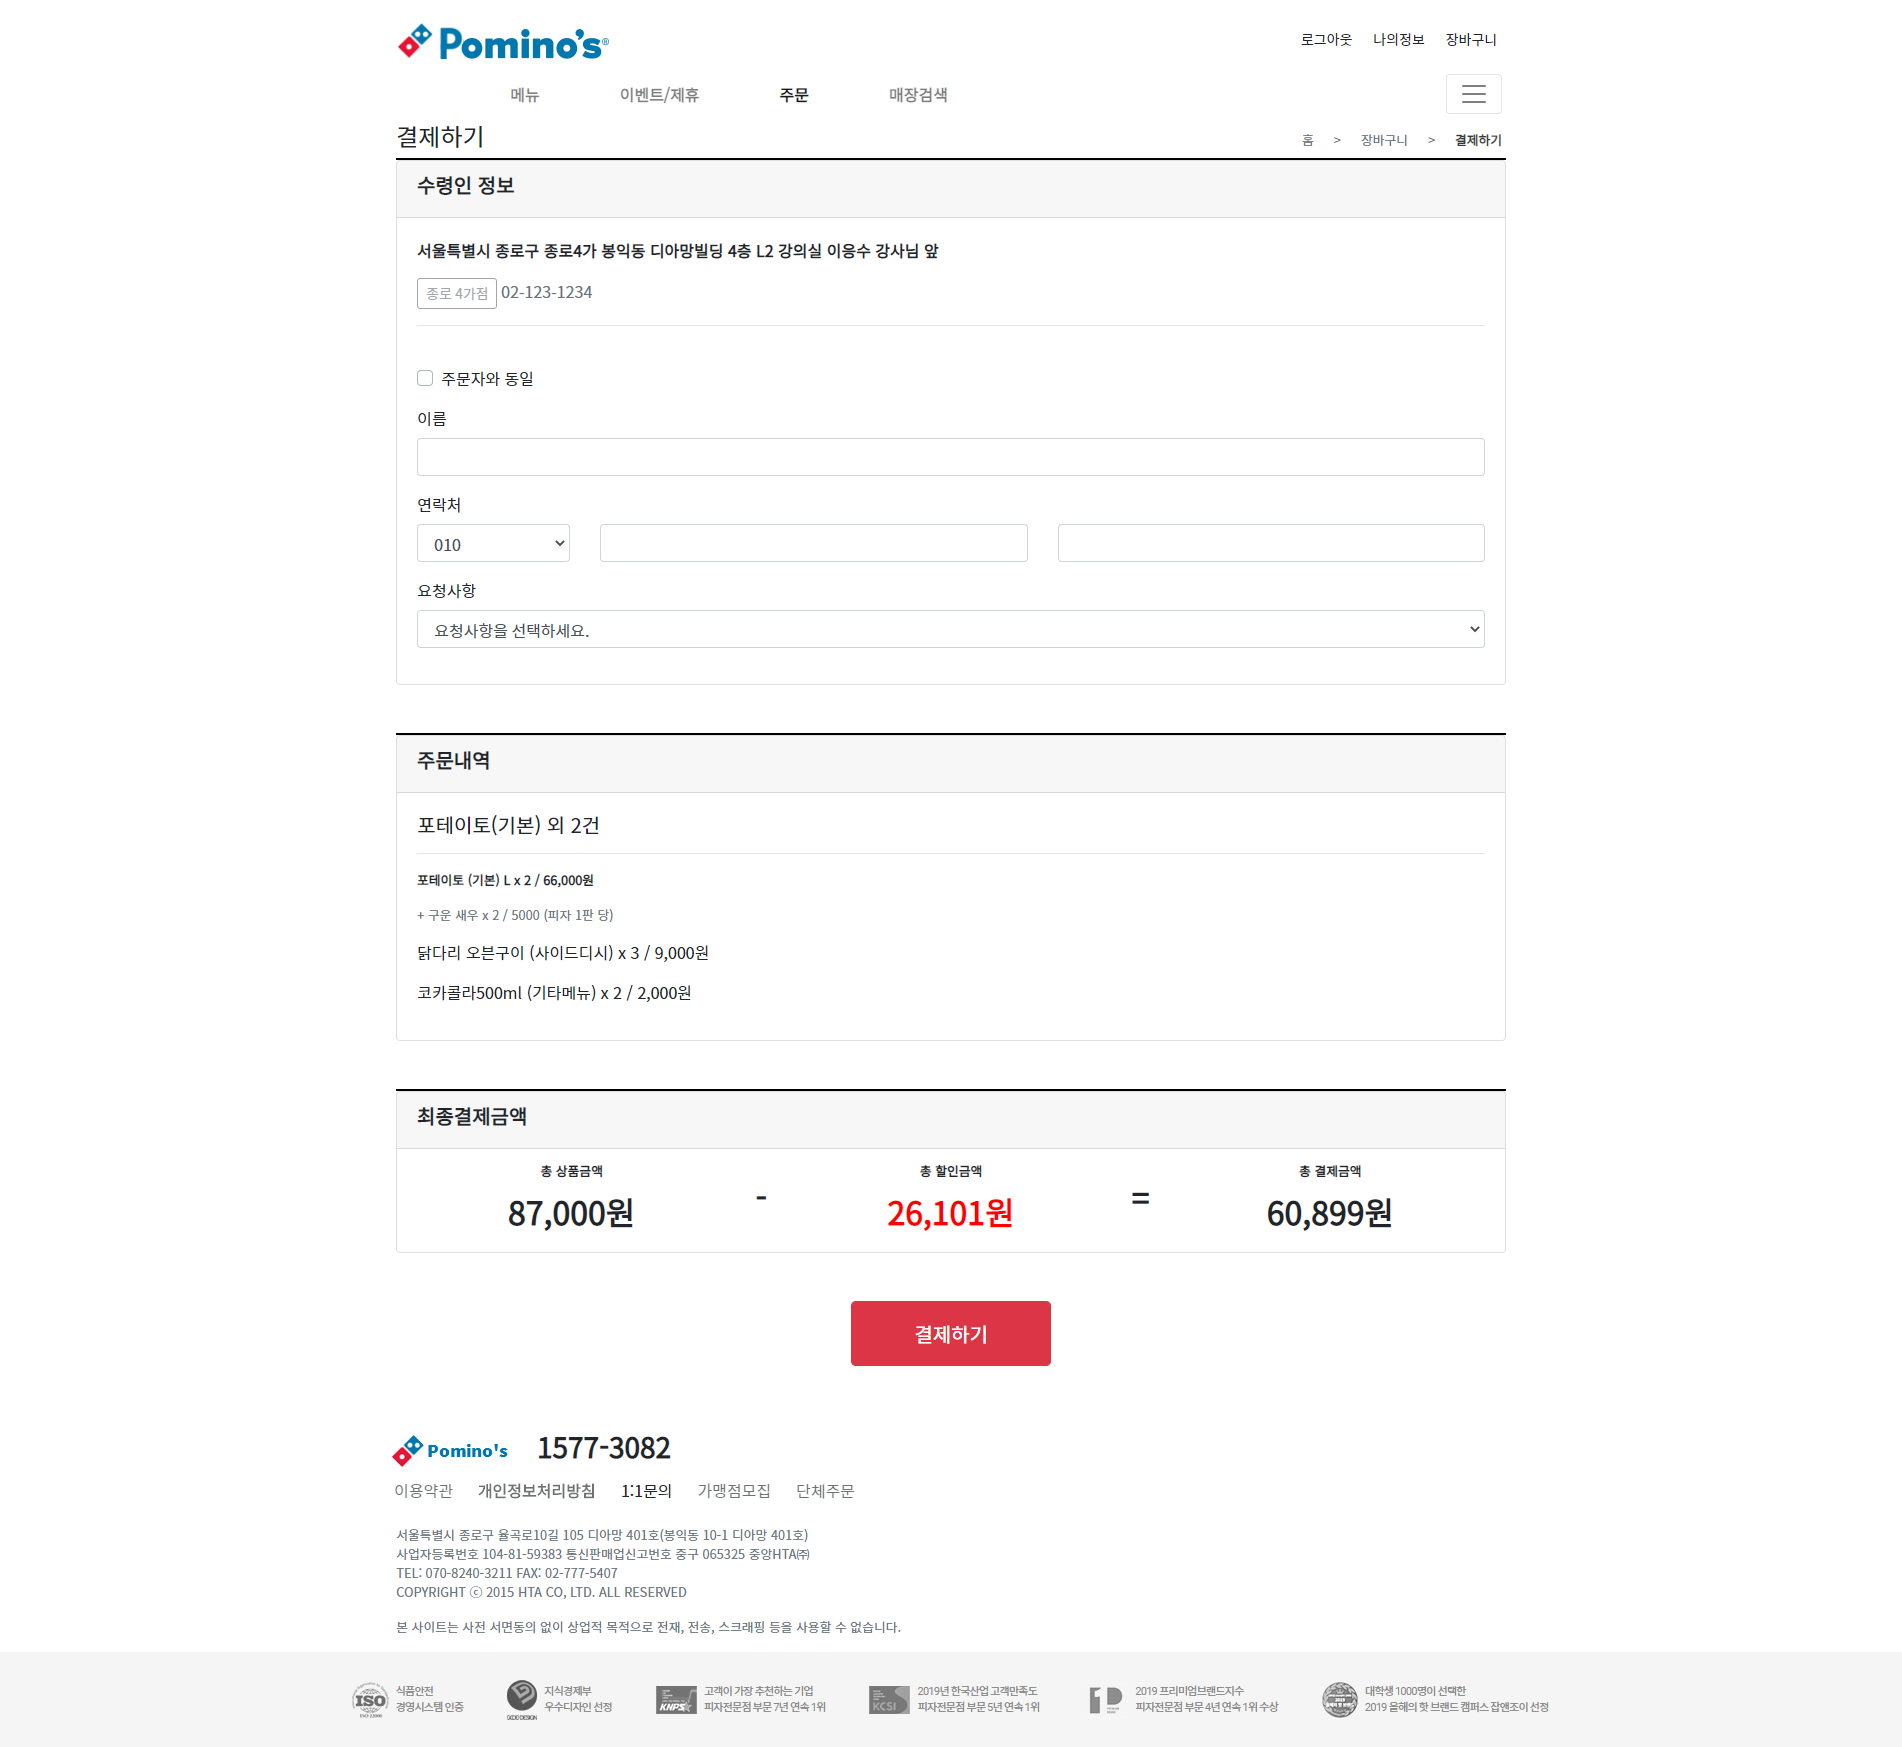 Pomino's®
로그아웃 나의정보 장바구니
메뉴 이벤트/제휴 주문 매장검색
결제하기
홈 > 장바구니 > 결제하기
수령인 정보
서울특별시 종로구 종로4가 봉익동 디아망빌딩 4층 L2 강의실 이응수 강사님 앞
종로 4가점 02-123-1234
주문자와 동일
이름
연락처
010
요청사항
요청사항을 선택하세요.
주문내역
포테이토(기본) 외 2건
포테이토 (기본) L x 2 / 66,000원
+ 구운 새우 x 2 / 5000 (피자 1판 당)
닭다리 오븐구이 (사이드디시) x 3 / 9,000원
코카콜라500ml (기타메뉴) x 2 / 2,000원
최종결제금액
총 상품금액 총 할인금액 총 결제금액
87,000원 - 26,101원 = 60,899원
결제하기
Pomino's 1577-3082
이용약관 개인정보처리방침 1:1문의 가맹점모집 단체주문
서울특별시 종로구 율곡로10길 105 디아망 401호(봉익동 10-1 디아망 401호)
사업자등록번호 104-81-59383 통신판매업신고번호 중구 065325 중앙HTA㈜
TEL: 070-8240-3211 FAX: 02-777-5407
COPYRIGHT ⓒ 2015 HTA CO, LTD. ALL RESERVED
본 사이트는 사전 서면동의 없이 상업적 목적으로 전재, 전송, 스크래핑 등을 사용할 수 없습니다.
ISO
식품안전
경영시스템 인증
GOOD DESIGN
지식경제부
우수디자인 선정
KNPS
고객이 가장 추천하는 기업
피자전문점 부문 7년 연속 1위
KCSI
2019년 한국산업 고객만족도
피자전문점 부문 5년 연속 1위
2019 프리미엄브랜드지수
피자전문점 부문 4년 연속 1위 수상
대학생 1000명이 선택한
2019 올해의 핫 브랜드 캠퍼스 잡앤조이 선정